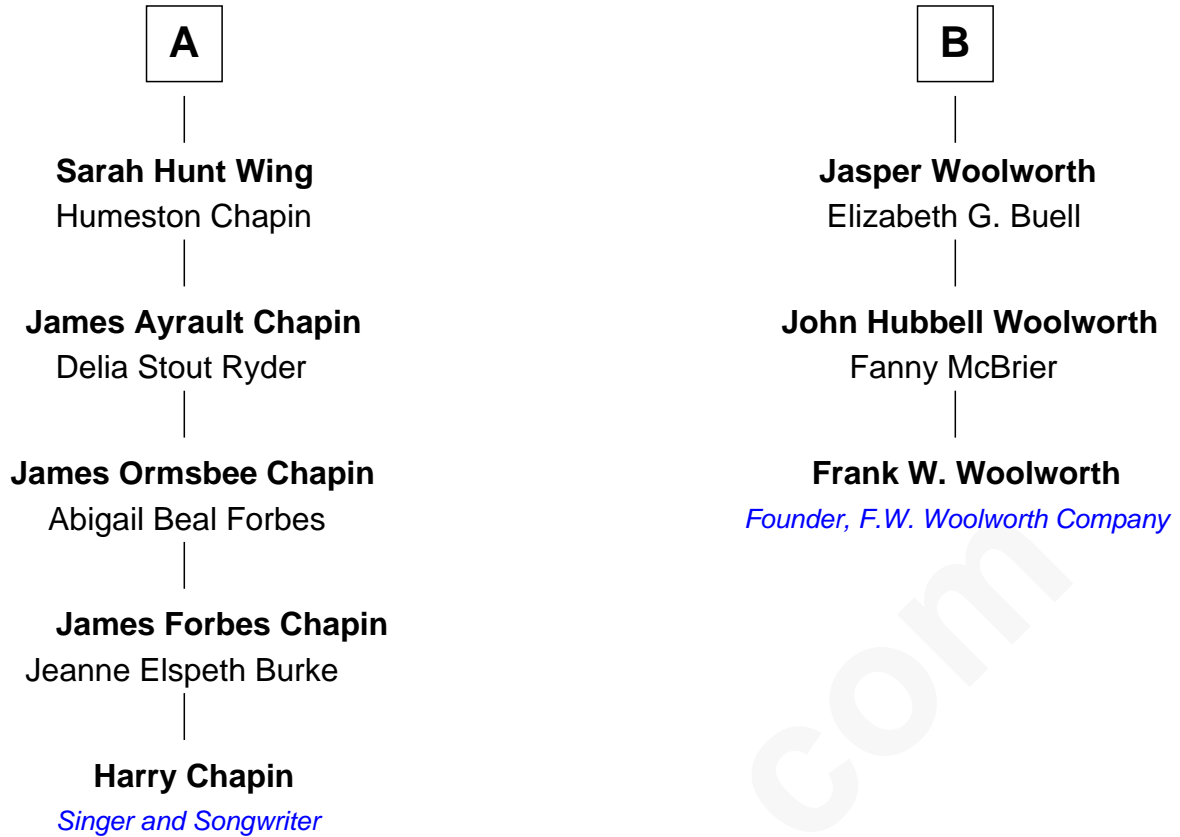 A
Sarah Hunt Wing
Humeston Chapin
James Ayrault Chapin
Delia Stout Ryder
James Ormsbee Chapin
Abigail Beal Forbes
James Forbes Chapin
Jeanne Elspeth Burke
Harry Chapin
Singer and Songwriter
B
Jasper Woolworth
Elizabeth G. Buell
John Hubbell Woolworth
Fanny McBrier
Frank W. Woolworth
Founder, F.W. Woolworth Company
com